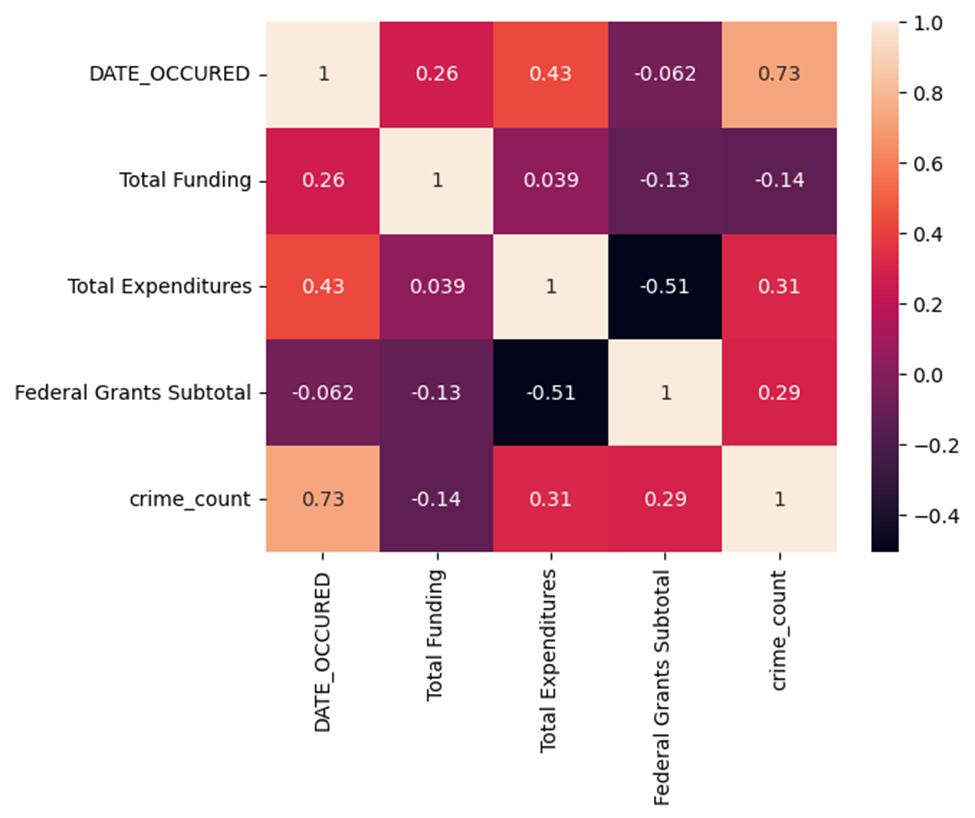 DATE_OCCURED 1 0.26 0.43 -0.062 0.73
Total Funding 0.26 1 0.039 -0.13 -0.14
Total Expenditures 0.43 0.039 1 -0.51 0.31
Federal Grants Subtotal -0.062 -0.13 -0.51 1 0.29
crime_count 0.73 -0.14 0.31 0.29 1
DATE_OCCURED
Total Funding
Total Expenditures
Federal Grants Subtotal
crime_count
1.0
0.8
0.6
0.4
0.2
0.0
−0.2
−0.4